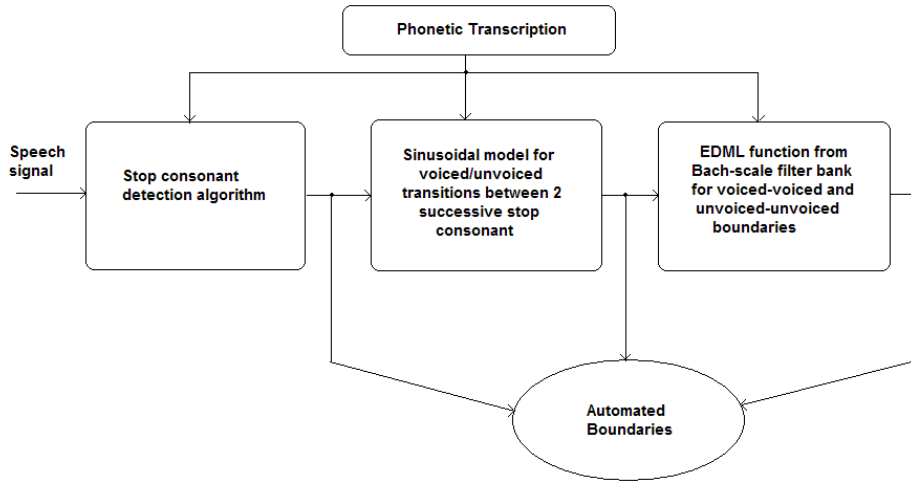 Phonetic Transcription
Speech
signal
Stop consonant
detection algorithm
Sinusoidal model for
voiced/unvoiced
transitions between 2
successive stop
consonant
EDML function from
Bach-scale filter bank
for voiced-voiced and
unvoiced-unvoiced
boundaries
Automated
Boundaries